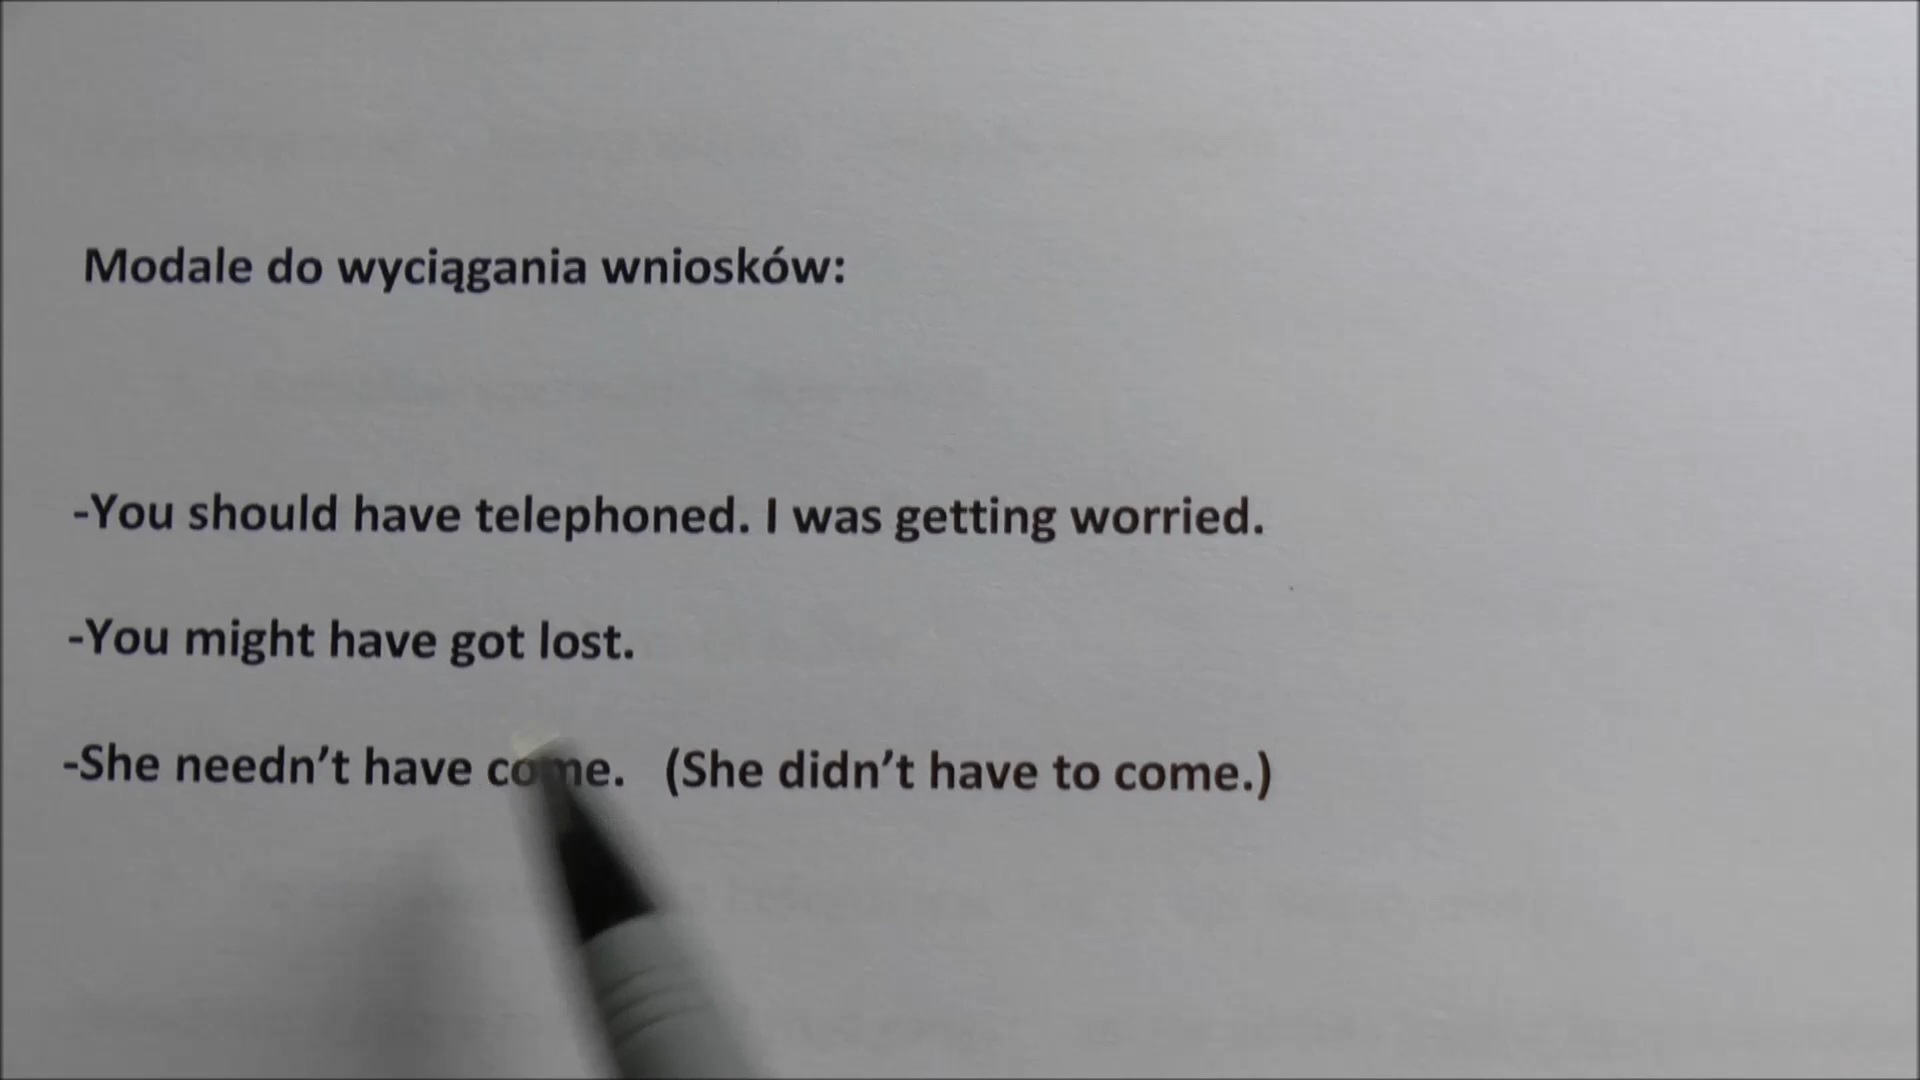 Modale do wyciągania wniosków:
-You should have telephoned. I was getting worried.
-You might have got lost.
-She needn’t have come. (She didn’t have to come.)